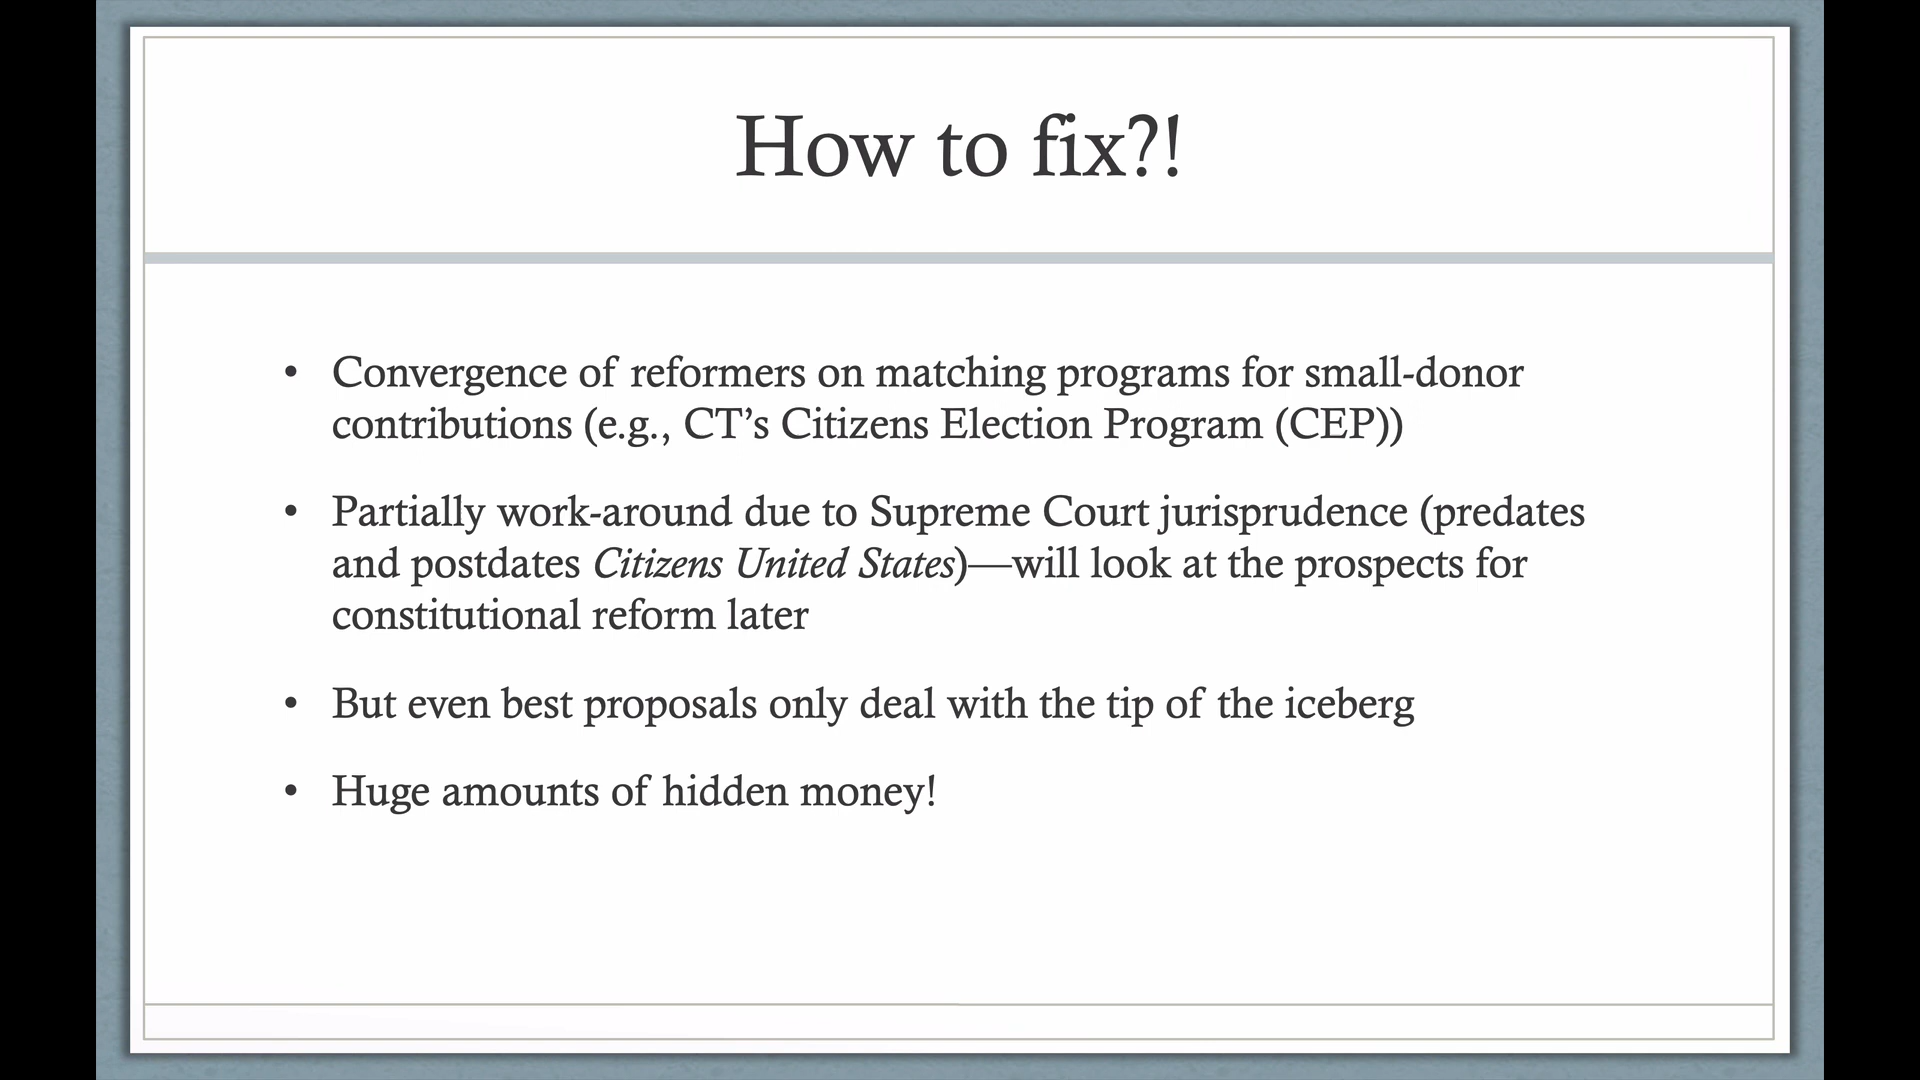 How to fix?!
• Convergence of reformers on matching programs for small-donor
contributions (e.g., CT’s Citizens Election Program (CEP))
• Partially work-around due to Supreme Court jurisprudence (predates
and postdates Citizens United States)—will look at the prospects for
constitutional reform later
• But even best proposals only deal with the tip of the iceberg
• Huge amounts of hidden money!